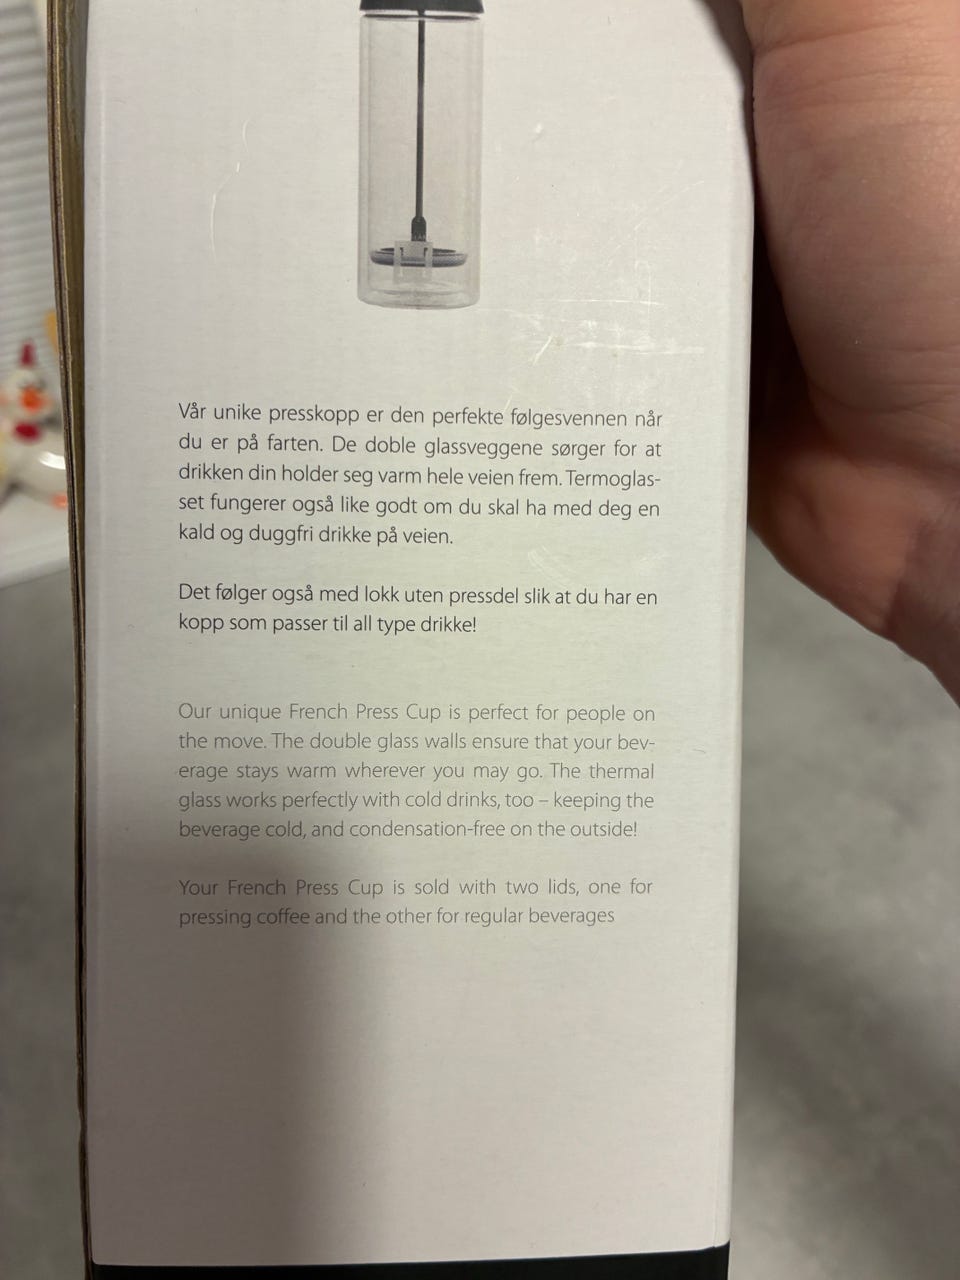 Vår unike presskopp er den perfekte følgesvennen når
du er på farten. De doble glassveggene sørger for at
drikken din holder seg varm hele veien frem. Termoglas-
set fungerer også like godt om du skal ha med deg en
kald og duggfri drikke på veien.
Det følger også med lokk uten pressdel slik at du har en
kopp som passer til all type drikke!
Our unique French Press Cup is perfect for people on
the move. The double glass walls ensure that your bev-
erage stays warm wherever you may go. The thermal
glass works perfectly with cold drinks, too – keeping the
beverage cold, and condensation-free on the outside!
Your French Press Cup is sold with two lids, one for
pressing coffee and the other for regular beverages